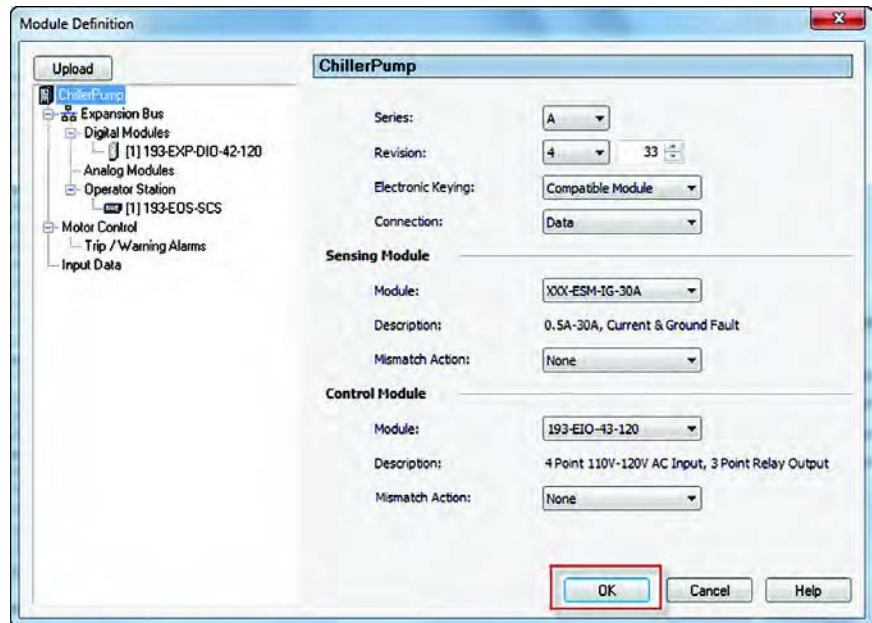 Module Definition
Upload
ChillerPump
Expansion Bus
Digital Modules
[1] 193-EXP-DIO-42-120
Analog Modules
Operator Station
[1] 193-EOS-SCS
Motor Control
Trip / Warning Alarms
Input Data
ChillerPump
Series: A
Revision: 4 33
Electronic Keying: Compatible Module
Connection: Data
Sensing Module
Module: XXX-ESM-IG-30A
Description: 0.5A-30A, Current & Ground Fault
Mismatch Action: None
Control Module
Module: 193-EIO-43-120
Description: 4 Point 110V-120V AC Input, 3 Point Relay Output
Mismatch Action: None
OK Cancel Help